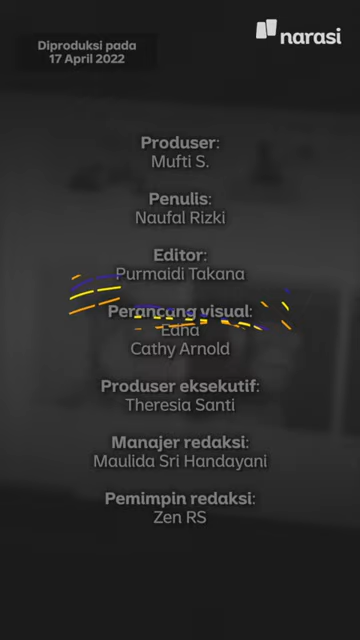 Diproduksi pada
17 April 2022
narasi
Produser:
Mufti S.
Penulis:
Naufal Rizki
Editor:
Purmaidi Takana
Perancang visual:
Edna
Cathy Arnold
Produser eksekutif:
Theresia Santi
Manajer redaksi:
Maulida Sri Handayani
Pemimpin redaksi:
Zen RS